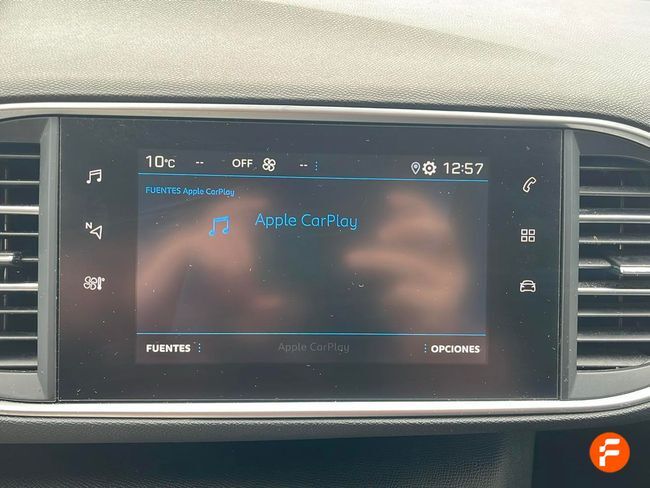 10°C -- OFF -- 12:57
FUENTES Apple CarPlay
Apple CarPlay
N
FUENTES Apple CarPlay OPCIONES